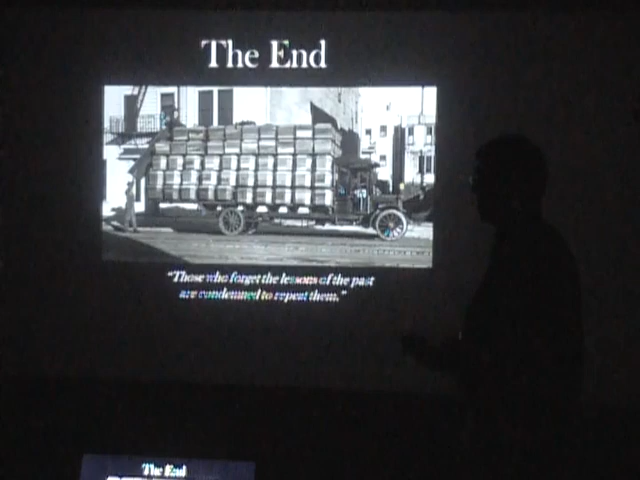 The End
"Those who forget the lessons of the past
are condemned to repeat them."
The End